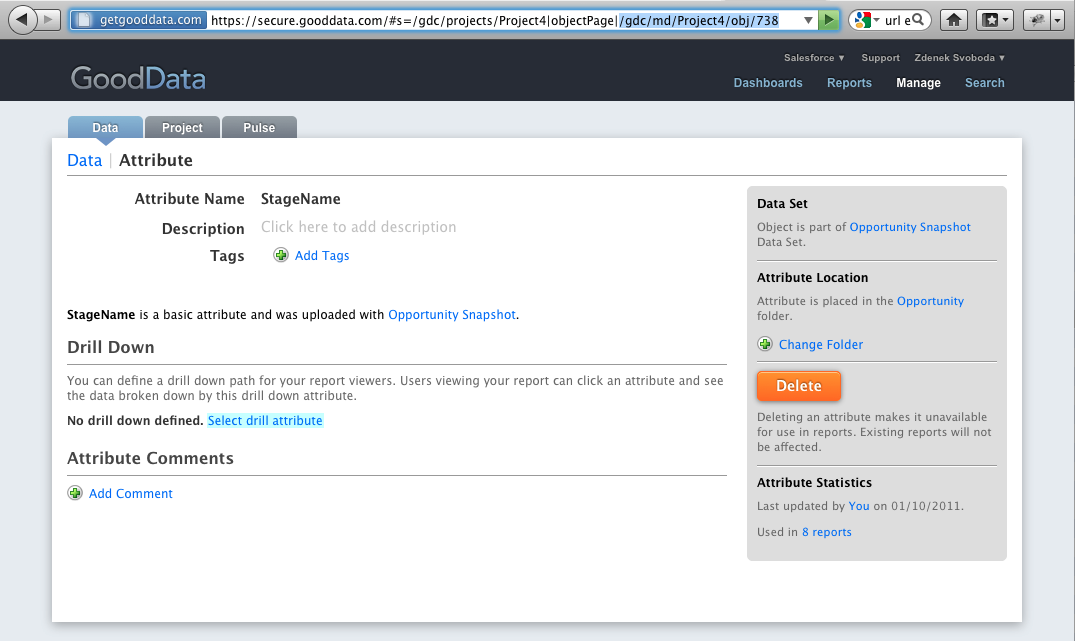 getgooddata.com https://secure.gooddata.com/#s=/gdc/projects/Project4|objectPage|/gdc/md/Project4/obj/738 url e
Salesforce ▼ Support Zdenek Svoboda ▼
GoodData
Dashboards Reports Manage Search
Data Project Pulse
Data | Attribute
Attribute Name StageName
Description Click here to add description
Tags Add Tags
StageName is a basic attribute and was uploaded with Opportunity Snapshot.
Drill Down
You can define a drill down path for your report viewers. Users viewing your report can click an attribute and see
the data broken down by this drill down attribute.
No drill down defined. Select drill attribute
Attribute Comments
Add Comment
Data Set
Object is part of Opportunity Snapshot
Data Set.
Attribute Location
Attribute is placed in the Opportunity
folder.
Change Folder
Delete
Deleting an attribute makes it unavailable
for use in reports. Existing reports will not
be affected.
Attribute Statistics
Last updated by You on 01/10/2011.
Used in 8 reports